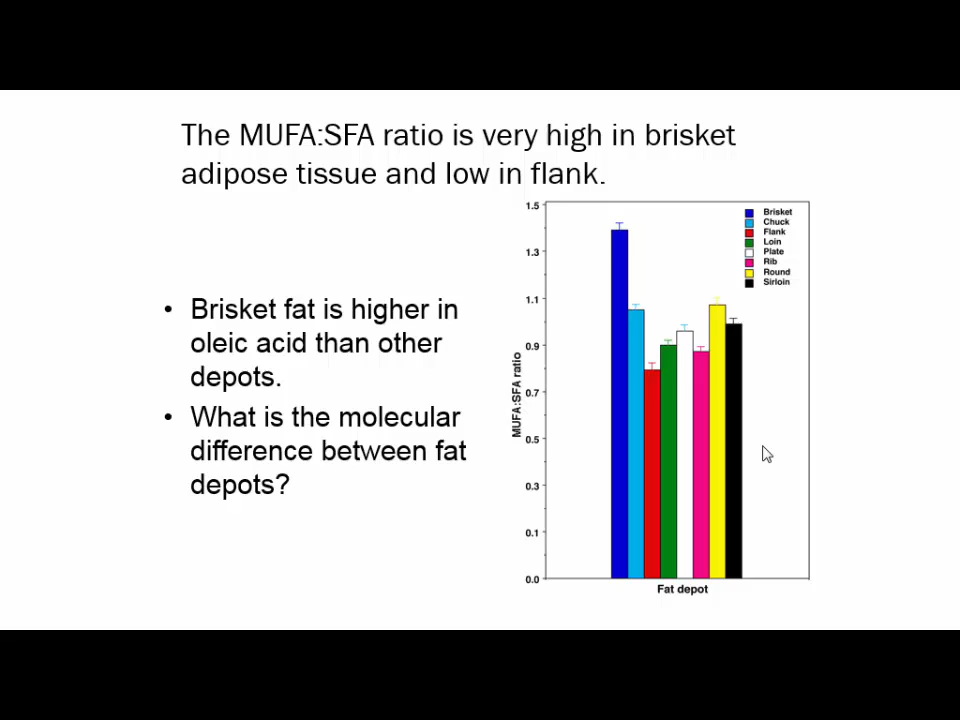 The MUFA:SFA ratio is very high in brisket
adipose tissue and low in flank.
• Brisket fat is higher in
oleic acid than other
depots.
• What is the molecular
difference between fat
depots?
1.5
1.3
1.1
0.9
0.7
0.5
0.3
0.1
0.0
MUFA:SFA ratio
Brisket
Chuck
Flank
Loin
Plate
Rib
Round
Sirloin
Fat depot